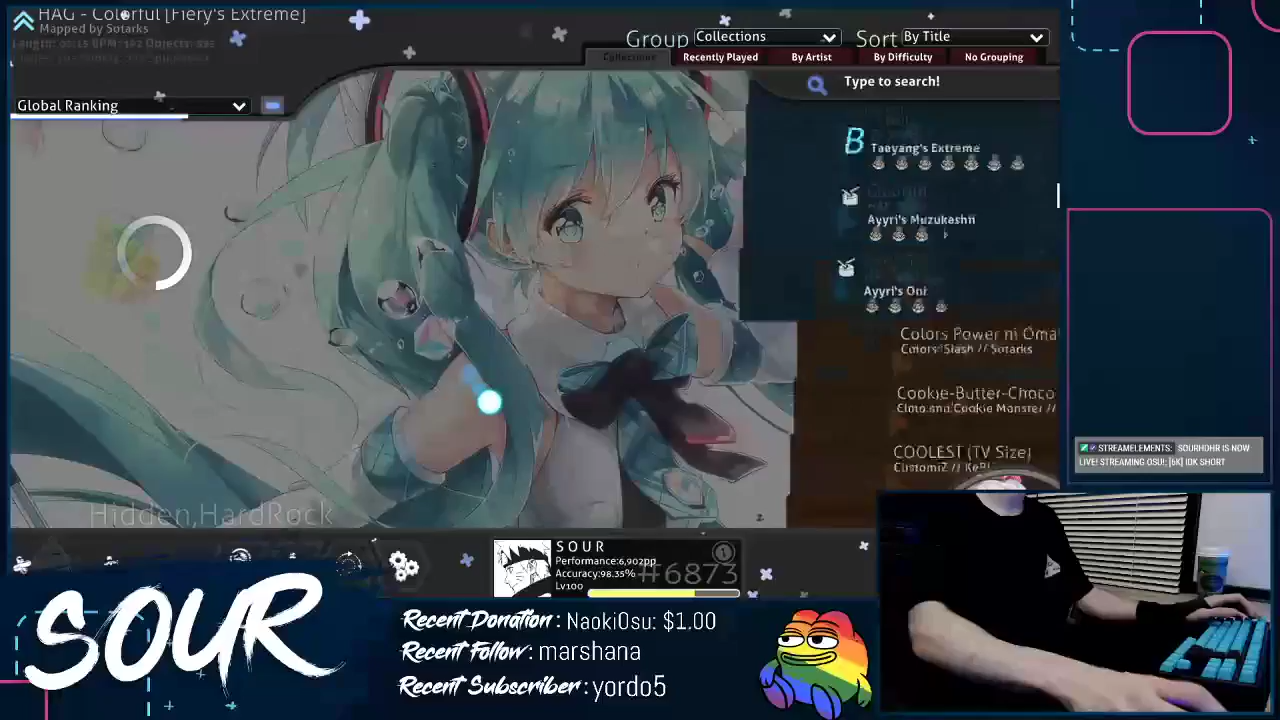 HAG - Colorful [Fiery's Extreme]
Mapped by Sotarks
Group Collections
Sort By Title
Collections
Recently Played
By Artist
By Difficulty
No Grouping
Type to search!
Global Ranking
B Taeyang's Extreme
Ayyri's Muzukashii
Ayyri's Oni
Colors Power ni Oma
Colors Slash // Sotarks
Cookie-Butter-Choco
COOLEST (TV Size)
CustomiZ //
Hidden,HardRock
STREAMELEMENTS: SOURHDHR IS NOW
LIVE! STREAMING OSU!: [6K] IDK SHORT
SOUR
Performance:6,902pp
Accuracy:98.35%
Lv100
#6873
1
SOUR
Recent Donation : NaokiOsu: $1.00
Recent Follow : marshana
Recent Subscriber : yordo5